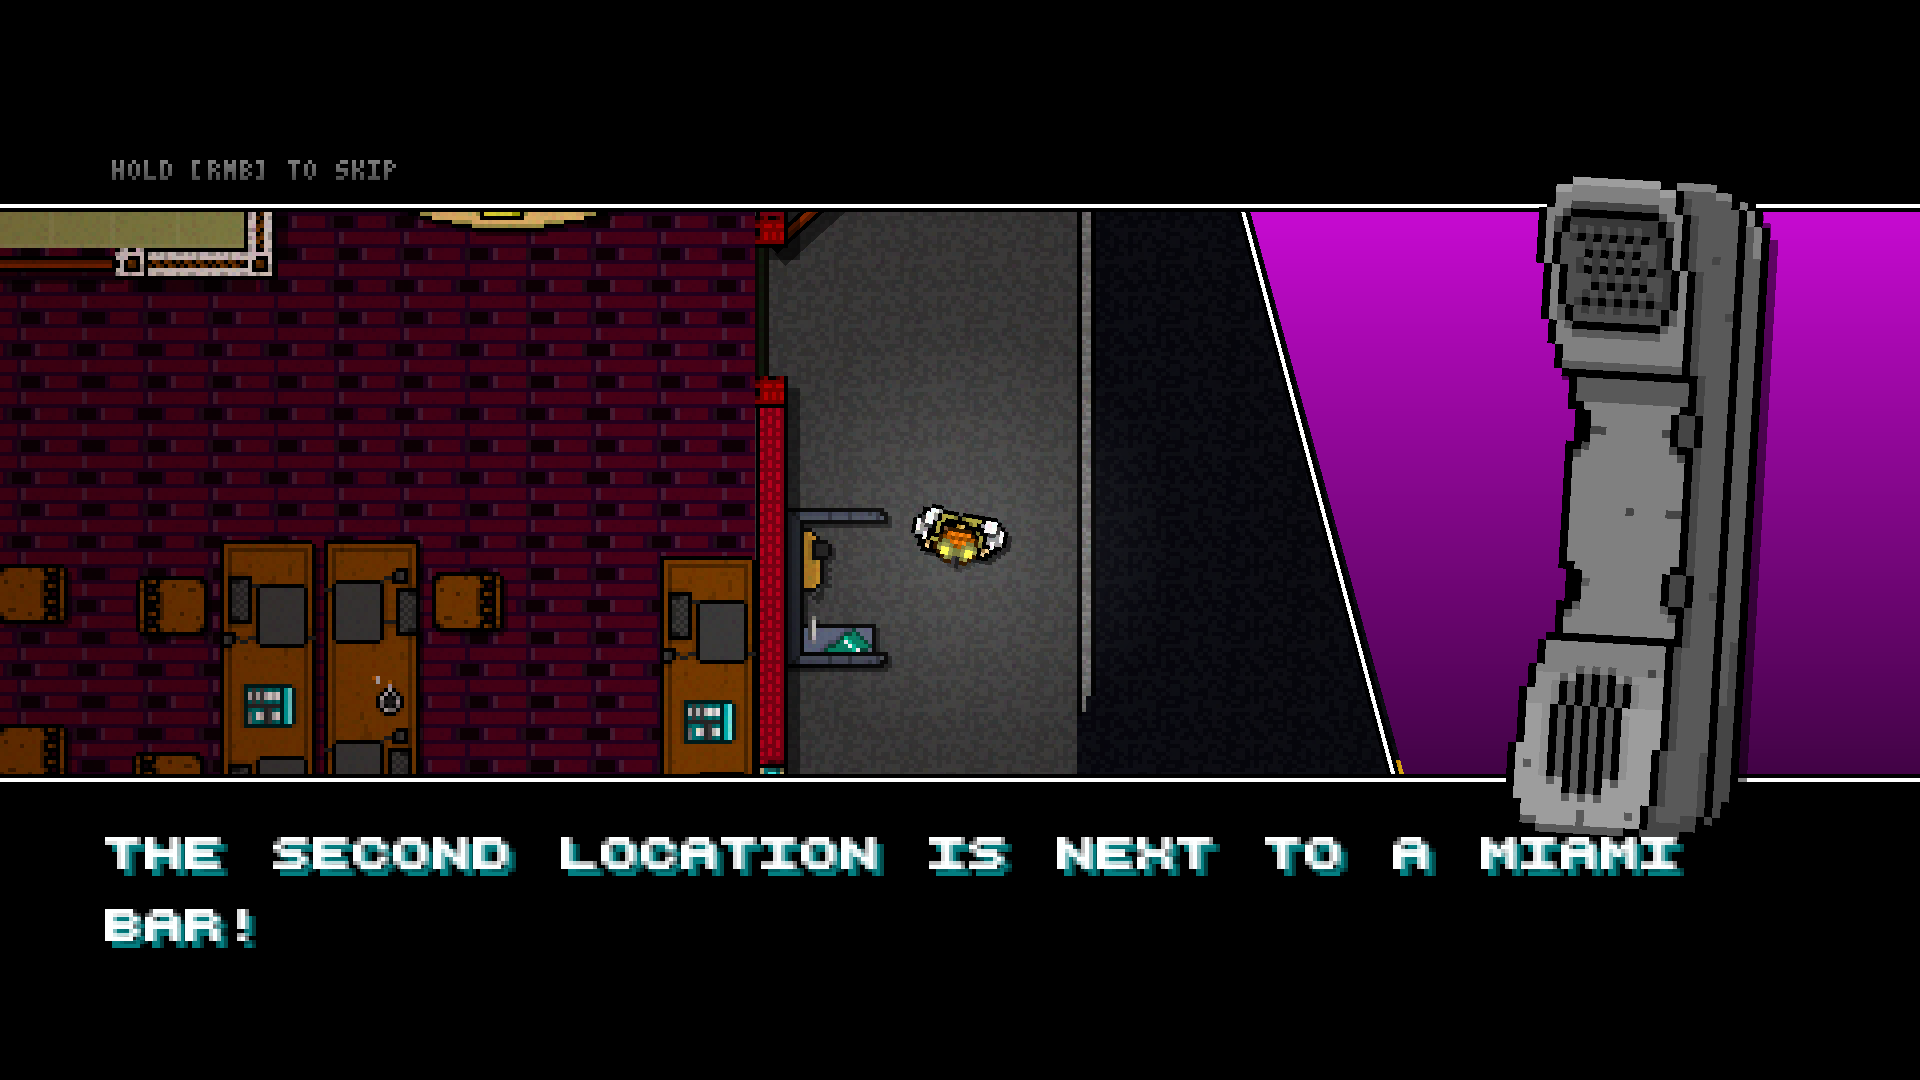 HOLD [RMB] TO SKIP
THE SECOND LOCATION IS NEXT TO A MIAMI
BAR!